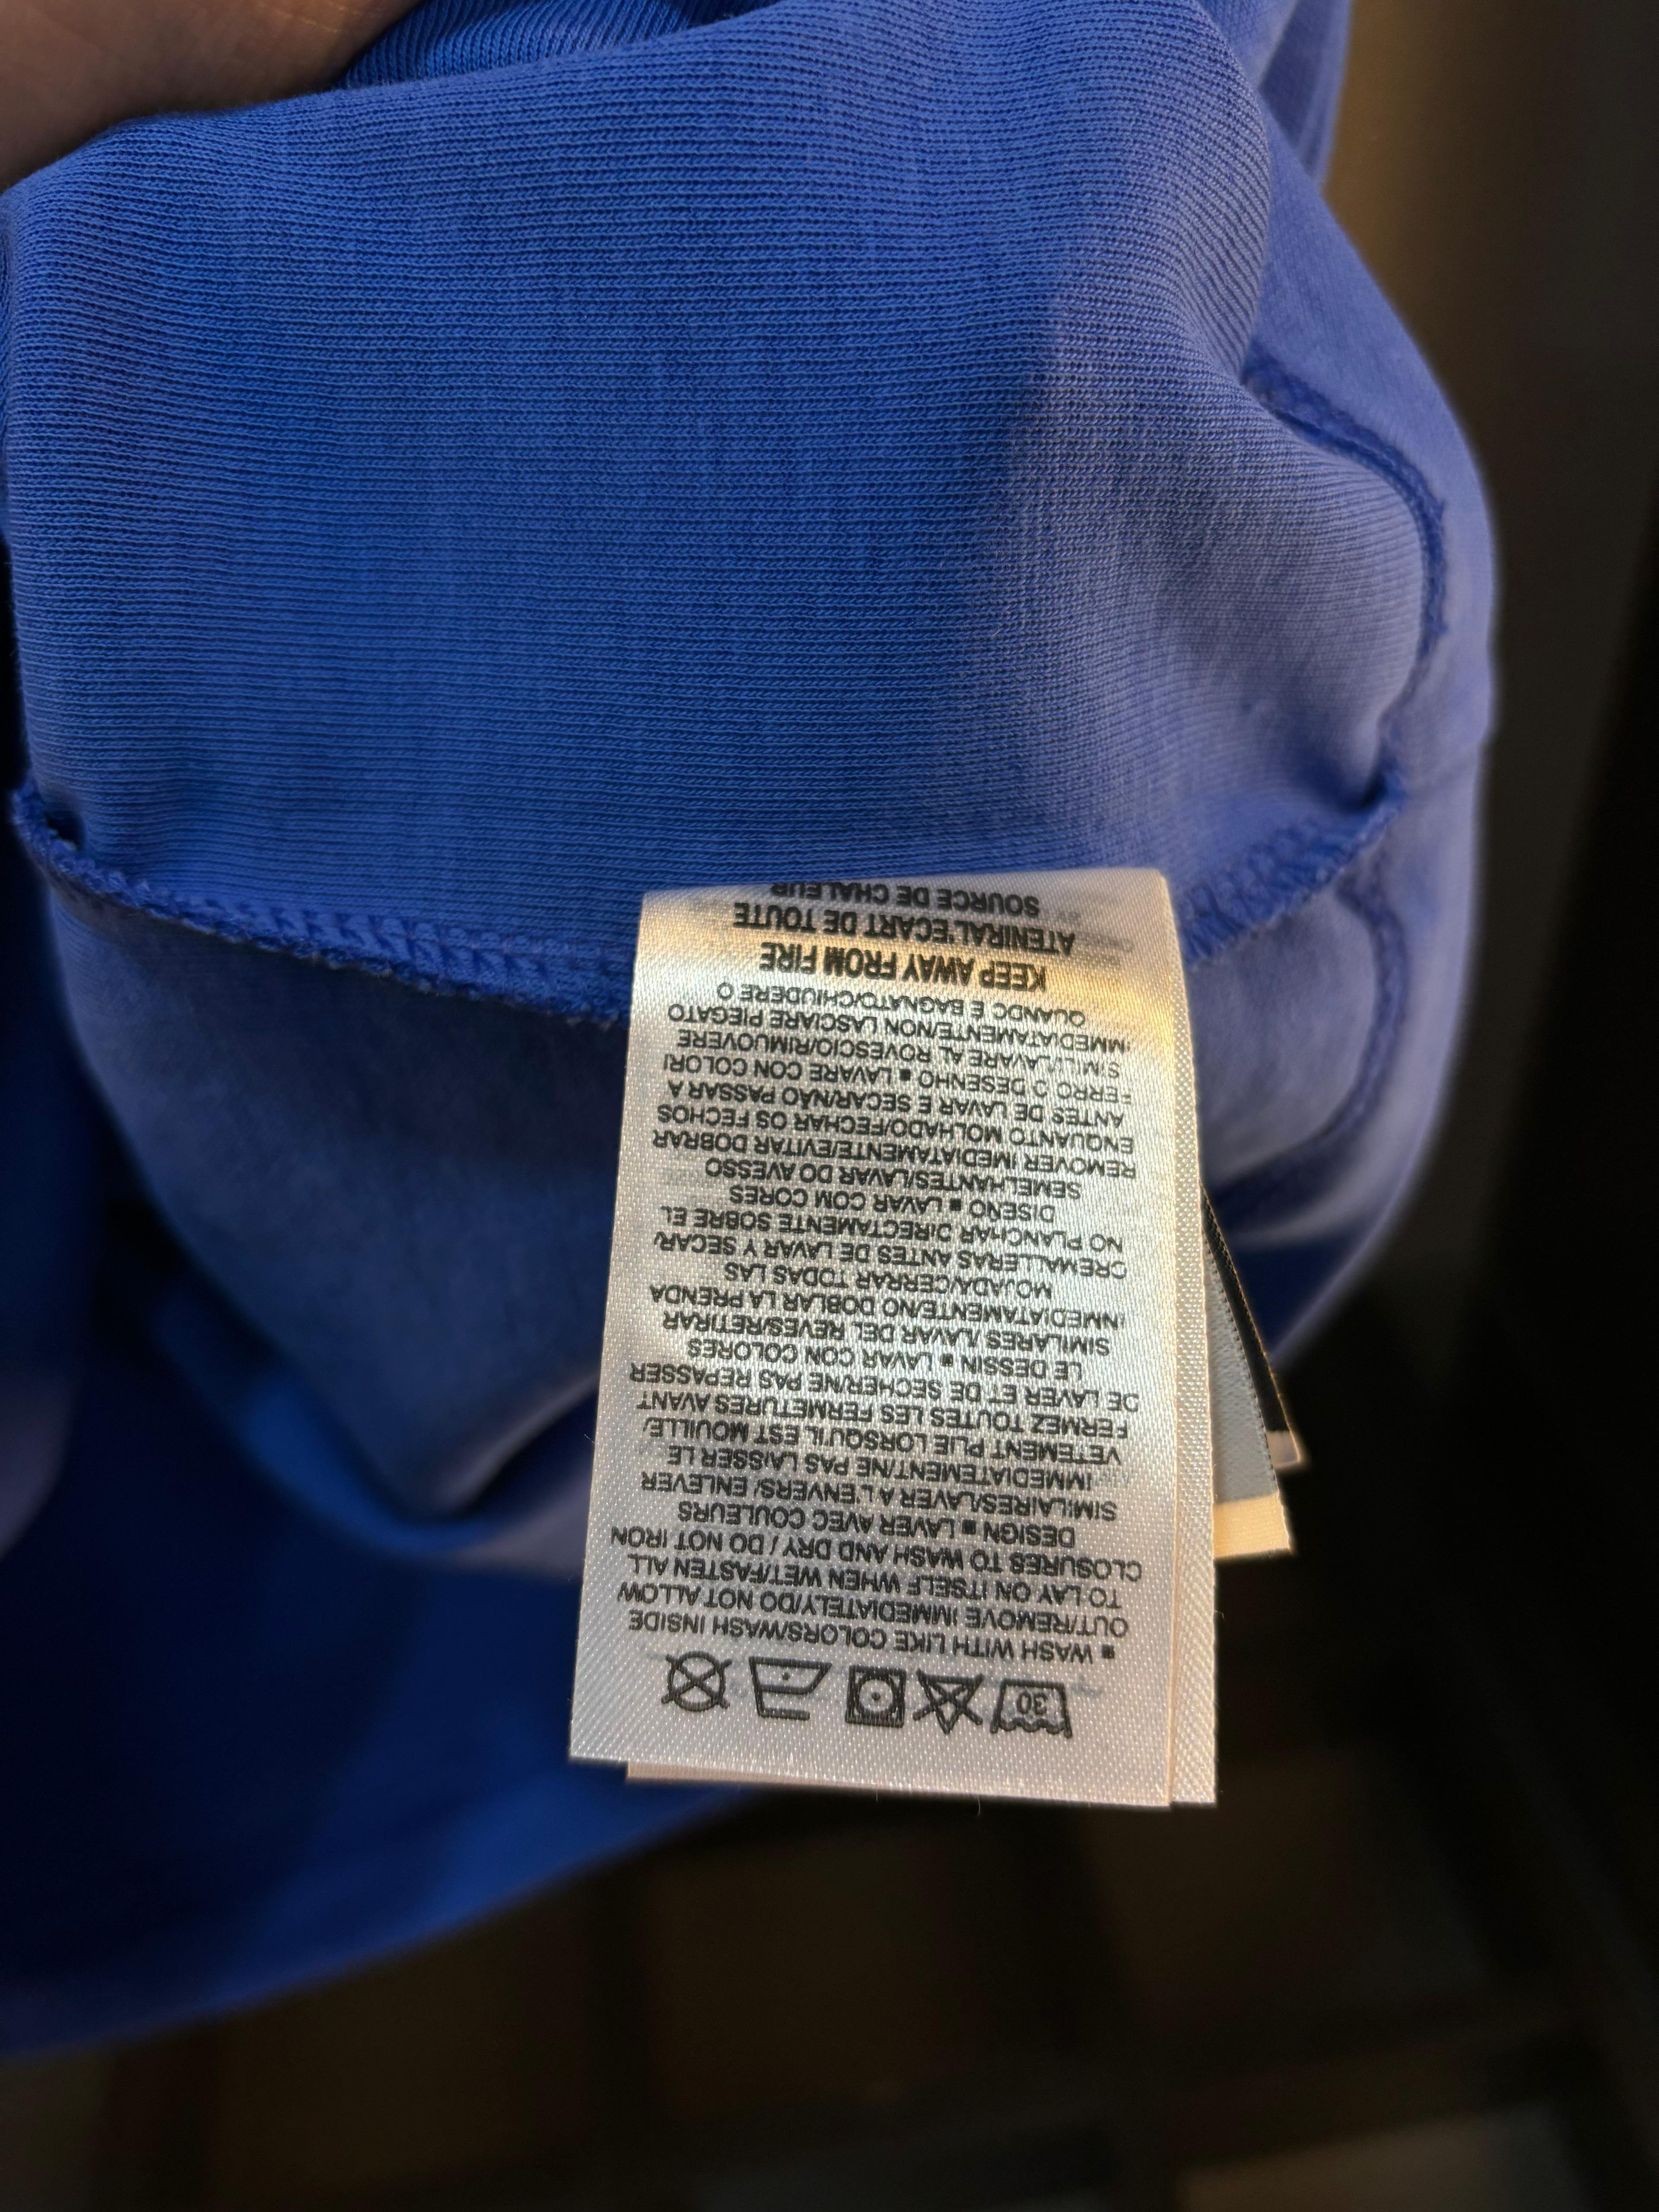 30
■ WASH WITH LIKE COLORS/WASH INSIDE
OUT/REMOVE IMMEDIATELY/DO NOT ALLOW
TO LAY ON ITSELF WHEN WET/FASTEN ALL
CLOSURES TO WASH AND DRY / DO NOT IRON
DESIGN ■ LAVER AVEC COULEURS
SIMILAIRES/LAVER A L'ENVERS/ ENLEVER
IMMEDIATEMENT/NE PAS LAISSER LE
VETEMENT PLIE LORSQU'IL EST MOUILLE/
FERMEZ TOUTES LES FERMETURES AVANT
DE LAVER ET DE SECHER/NE PAS REPASSER
LE DESSIN ■ LAVAR CON COLORES
SIMILARES /LAVAR DEL REVES/RETIRAR
INMEDIATAMENTE/NO DOBLAR LA PRENDA
MOJADA/CERRAR TODAS LAS
CREMALLERAS ANTES DE LAVAR Y SECAR/
NO PLANCHAR DIRECTAMENTE SOBRE EL
DISENO ■ LAVAR COM CORES
SEMELHANTES/LAVAR DO AVESSO
REMOVER IMEDIATAMENTE/EVITAR DOBRAR
ENQUANTO MOLHADO/FECHAR OS FECHOS
ANTES DE LAVAR E SECAR/NAO PASSAR A
FERRO O DESENHO ■ LAVARE CON COLORI
SIMILI/LAVARE AL ROVESCIO/RIMUOVERE
IMMEDIATAMENTE/NON LASCIARE PIEGATO
QUANDO E BAGNATO/CHIUDERE O
KEEP AWAY FROM FIRE
ATENIRAL'ECART DE TOUTE
SOURCE DE CHALEUR